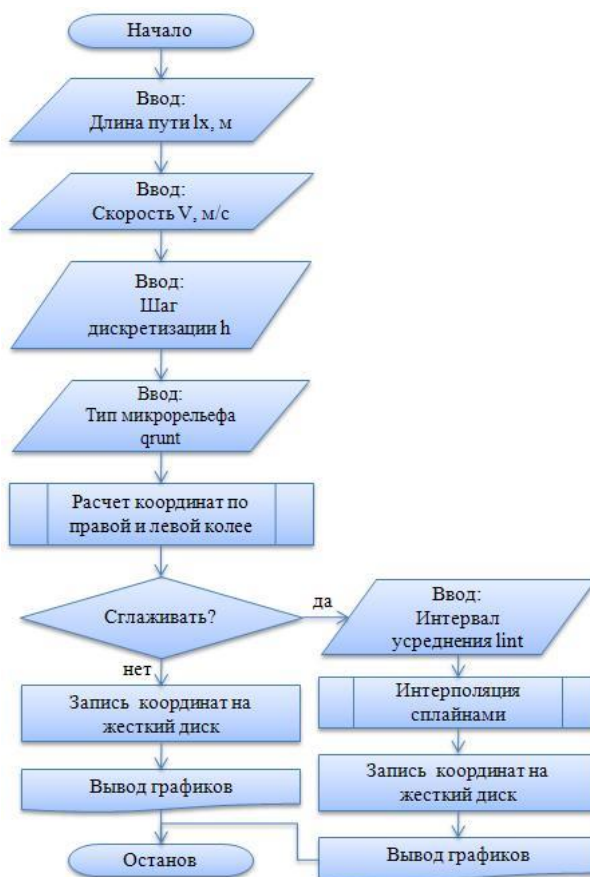 Начало
Ввод:
Длина пути lx, м
Ввод:
Скорость V, м/с
Ввод:
Шаг
дискретизации h
Ввод:
Тип микрорельефа
qrunt
Расчет координат по
правой и левой колее
Сглаживать?
да
нет
Ввод:
Интервал
усреднения lint
Интерполяция
сплайнами
Запись координат на
жесткий диск
Вывод графиков
Запись координат на
жесткий диск
Вывод графиков
Останов